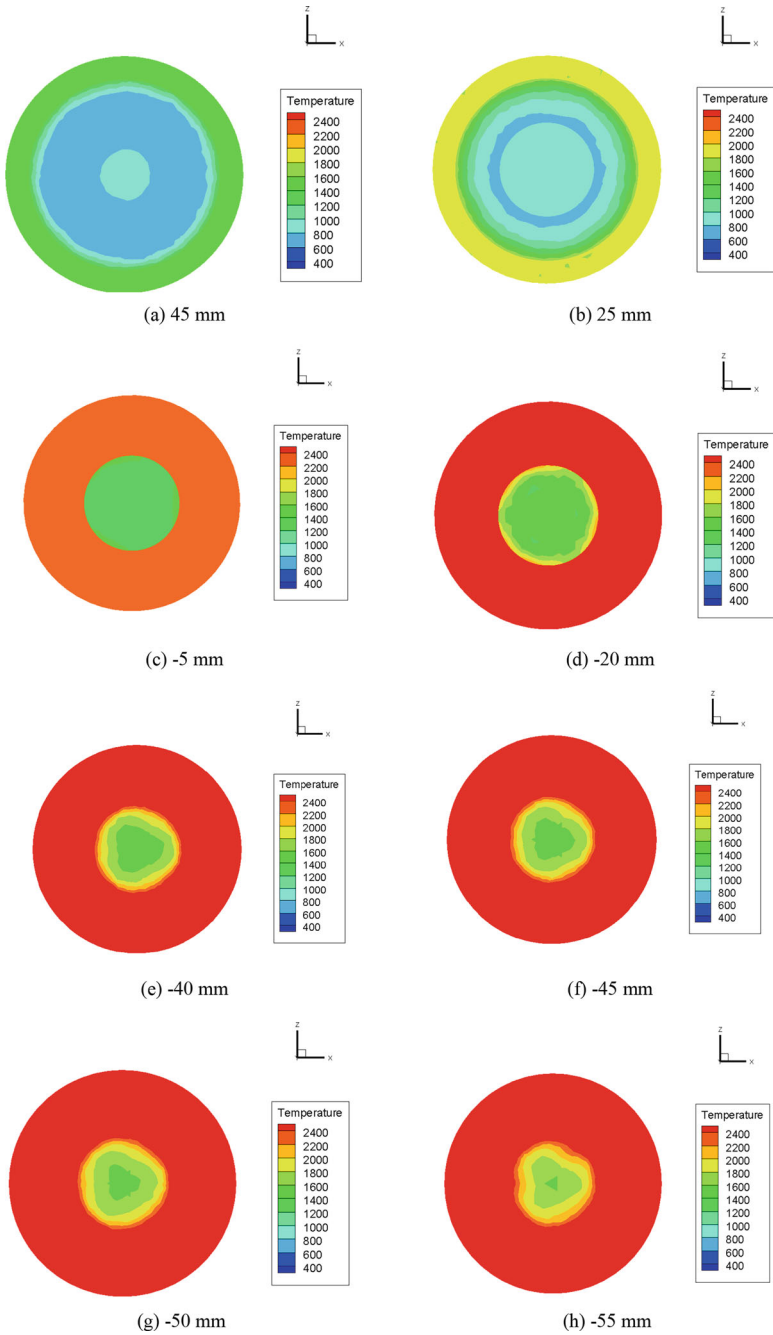 z
x
Temperature
2400
2200
2000
1800
1600
1400
1200
1000
800
600
400
(a) 45 mm
z
x
Temperature
2400
2200
2000
1800
1600
1400
1200
1000
800
600
400
(b) 25 mm
z
x
Temperature
2400
2200
2000
1800
1600
1400
1200
1000
800
600
400
(c) -5 mm
z
x
Temperature
2400
2200
2000
1800
1600
1400
1200
1000
800
600
400
(d) -20 mm
z
x
Temperature
2400
2200
2000
1800
1600
1400
1200
1000
800
600
400
(e) -40 mm
z
x
Temperature
2400
2200
2000
1800
1600
1400
1200
1000
800
600
400
(f) -45 mm
z
x
Temperature
2400
2200
2000
1800
1600
1400
1200
1000
800
600
400
(g) -50 mm
z
x
Temperature
2400
2200
2000
1800
1600
1400
1200
1000
800
600
400
(h) -55 mm